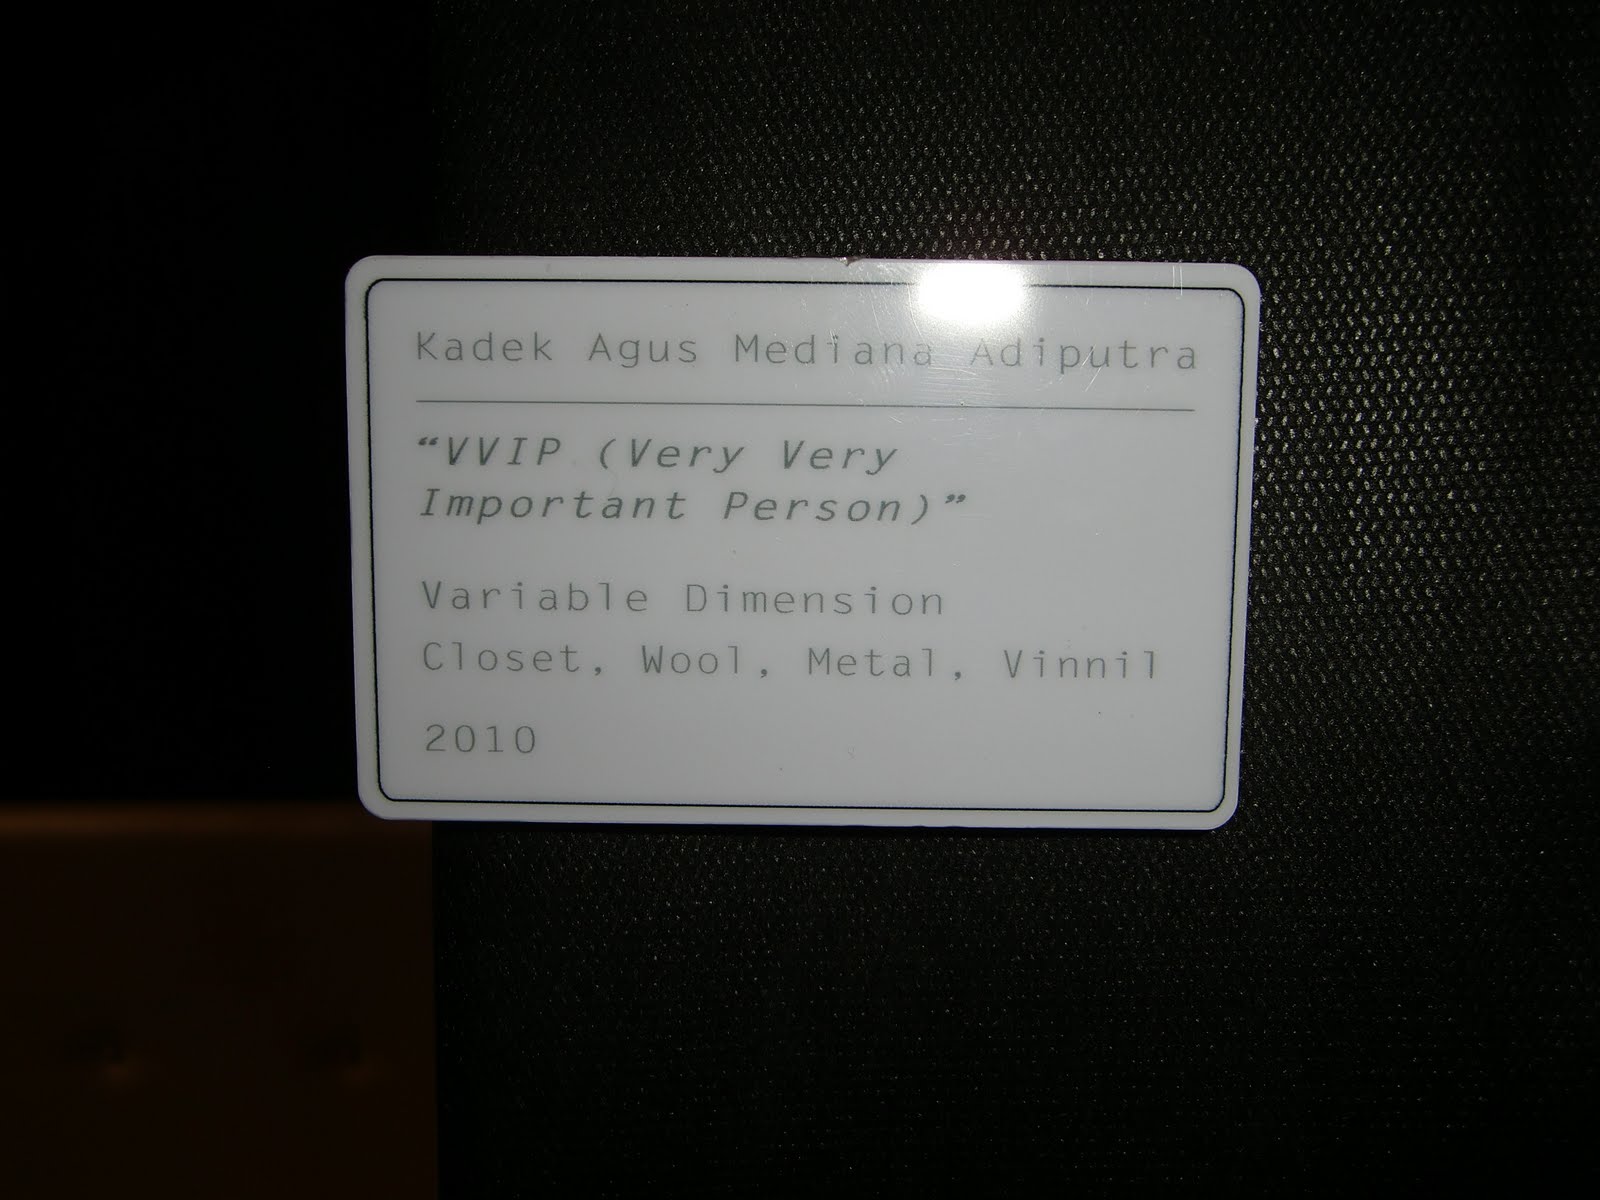 Kadek Agus Mediana Adiputra
“VVIP (Very Very
Important Person)”
Variable Dimension
Closet, Wool, Metal, Vinnil
2010